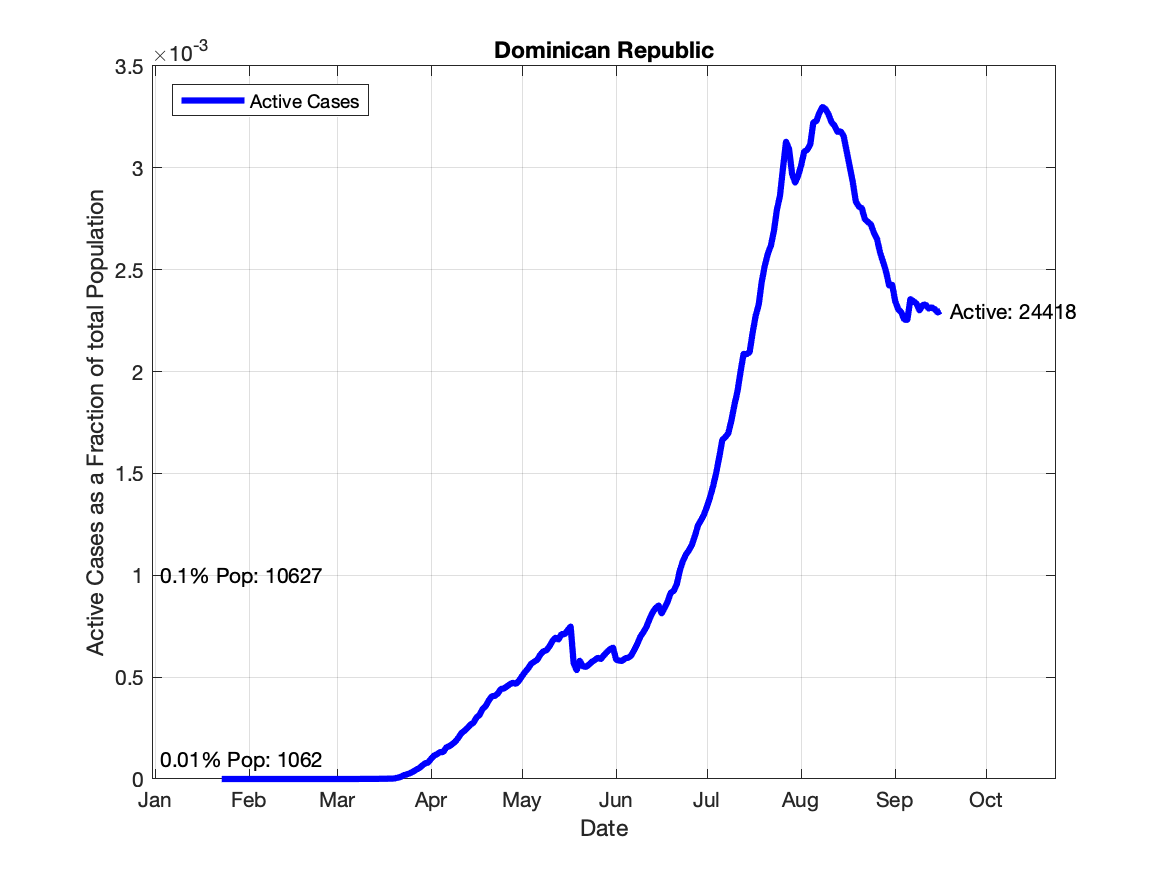 Dominican Republic
×10-3
3.5
3
2.5
2
1.5
1
0.5
0
Active Cases as a Fraction of total Population
Active Cases
Active: 24418
0.1% Pop: 10627
0.01% Pop: 1062
Jan Feb Mar Apr May Jun Jul Aug Sep Oct
Date